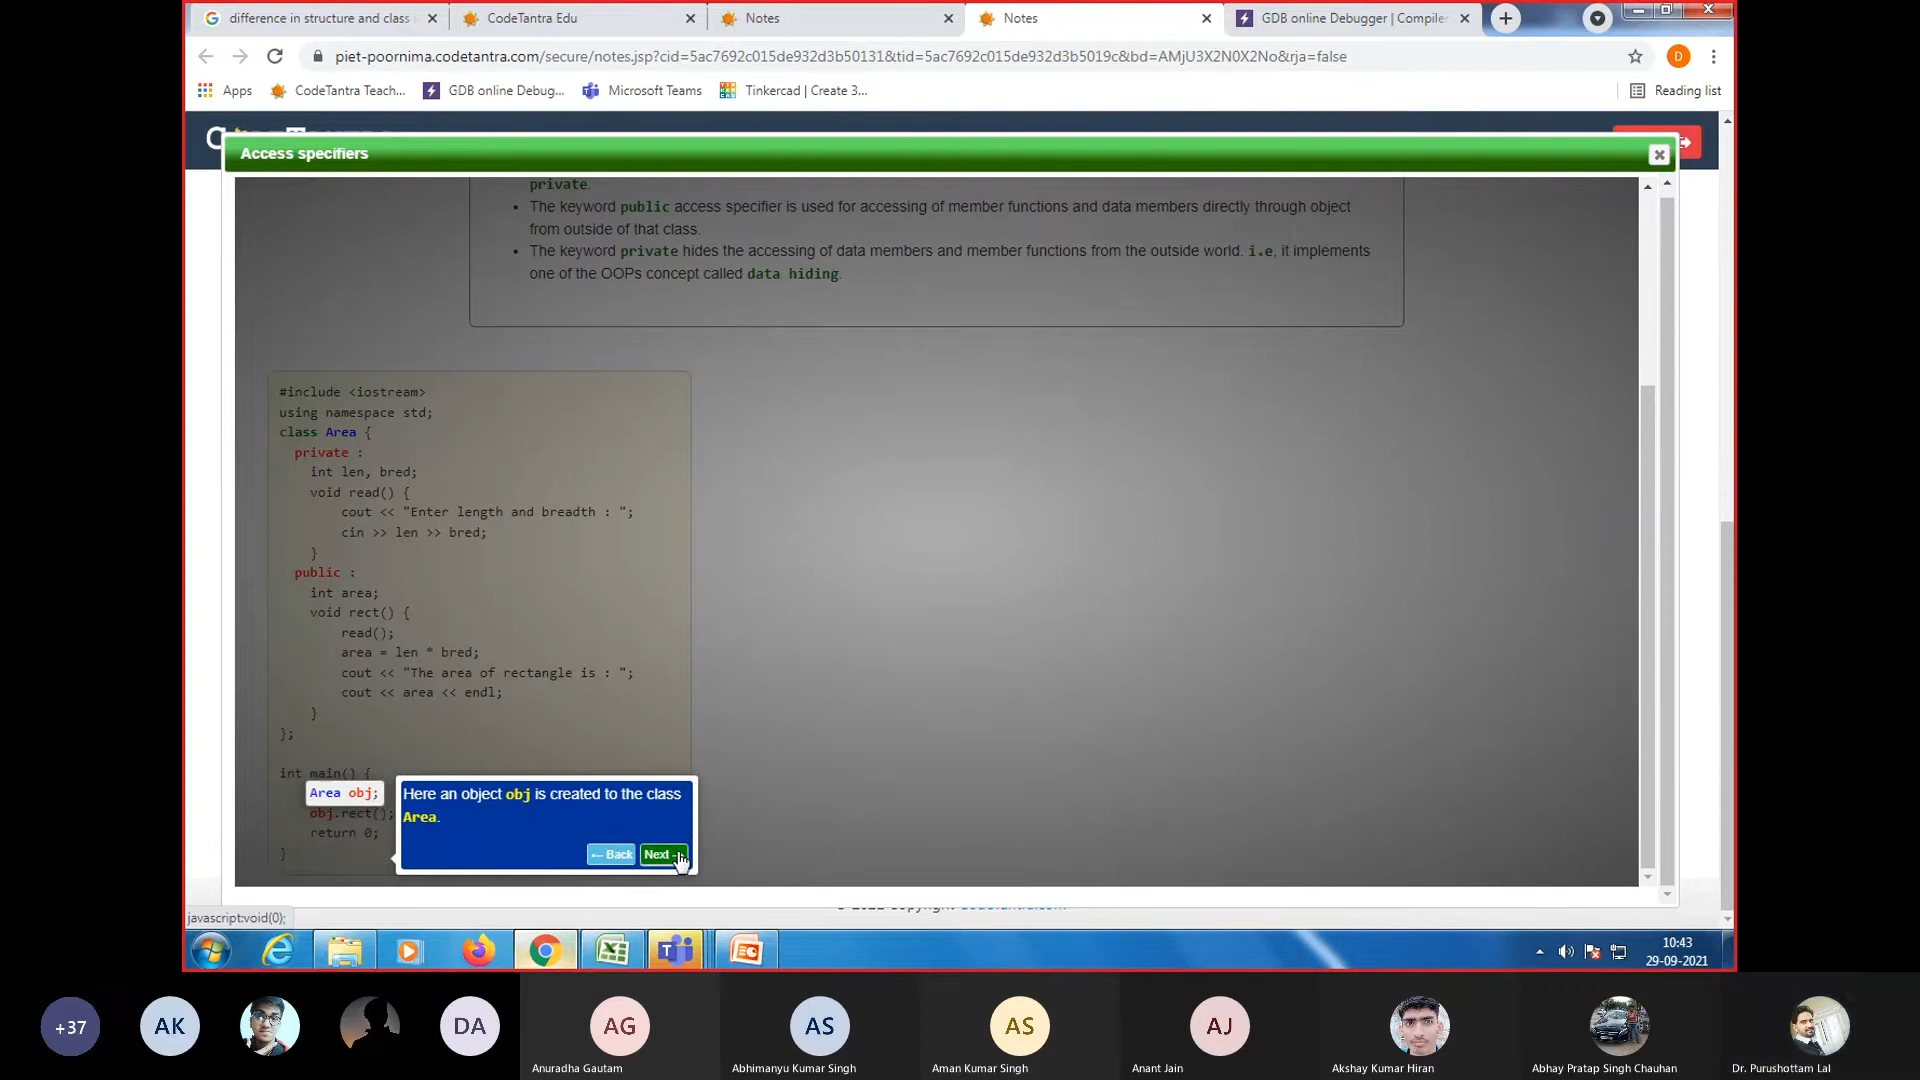 difference in structure and class
CodeTantra Edu
Notes
Notes
GDB online Debugger | Compiler
piet-poornima.codetantra.com/secure/notes.jsp?cid=5ac7692c015de932d3b50131&tid=5ac7692c015de932d3b5019c&bd=AMjU3X2N0X2No&rja=false
D
Apps
CodeTantra Teach...
GDB online Debug...
Microsoft Teams
Tinkercad | Create 3...
Reading list
Access specifiers
private.
• The keyword public access specifier is used for accessing of member functions and data members directly through object
from outside of that class.
• The keyword private hides the accessing of data members and member functions from the outside world. i.e, it implements
one of the OOPs concept called data hiding.
#include <iostream>
using namespace std;
class Area {
private :
int len, bred;
void read() {
cout << "Enter length and breadth : ";
cin >> len >> bred;
}
public :
int area;
void rect() {
read();
area = len * bred;
cout << "The area of rectangle is : ";
cout << area << endl;
}
};
int main() {
Area obj;
obj.rect();
return 0;
}
Here an object obj is created to the class
Area.
← Back
Next
javascript:void(0);
10:43
29-09-2021
+37
AK
DA
AG
AS
AS
AJ
Anuradha Gautam
Abhimanyu Kumar Singh
Aman Kumar Singh
Anant Jain
Akshay Kumar Hiran
Abhay Pratap Singh Chauhan
Dr. Purushottam Lal